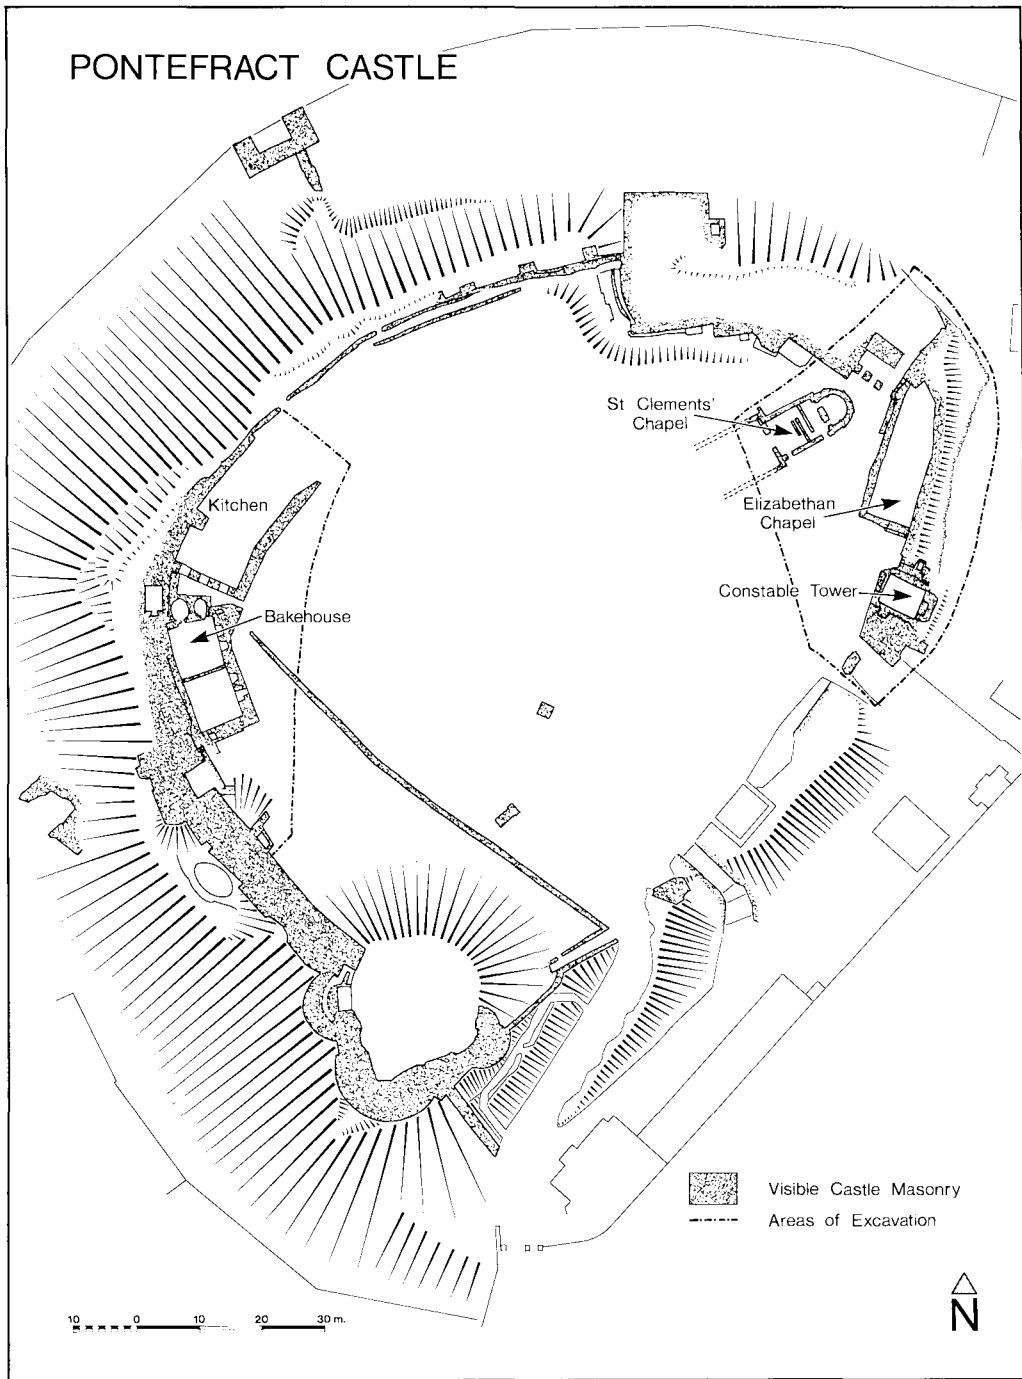 PONTEFRACT CASTLE
St Clements'
Chapel
Kitchen
Elizabethan
Chapel
Constable Tower
Bakehouse
Visible Castle Masonry
Areas of Excavation
N
10 0 10 20 30 m.